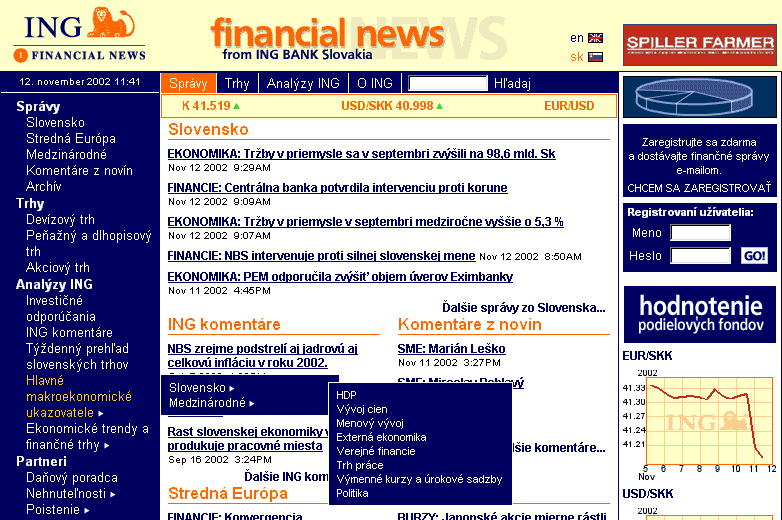 ING
FINANCIAL NEWS
financial news
NEWS
from ING BANK Slovakia
en
sk
SPILLER FARMER
12. november 2002 11:41
Správy
Trhy
Analýzy ING
O ING
Hľadaj
K 41.519
USD/SKK 40.998
EUR/USD
Správy
Slovensko
Stredná Európa
Medzinárodné
Komentáre z novín
Archív
Trhy
Devízový trh
Peňažný a dlhopisový
trh
Akciový trh
Analýzy ING
Investičné
odporúčania
ING komentáre
Týždenný prehľad
slovenských trhov
Hlavné
makroekonomické
ukazovatele
Ekonomické trendy a
finančné trhy
Partneri
Daňový poradca
Nehnuteľnosti
Poistenie
Slovensko
EKONOMIKA: Tržby v priemysle sa v septembri zvýšili na 98,6 mld. Sk
Nov 12 2002 9:29AM
FINANCIE: Centrálna banka potvrdila intervenciu proti korune
Nov 12 2002 9:09AM
EKONOMIKA: Tržby v priemysle v septembri medziročne vyššie o 5,3 %
Nov 12 2002 9:07AM
FINANCIE: NBS intervenuje proti silnej slovenskej mene Nov 12 2002 8:50AM
EKONOMIKA: PEM odporučila zvýšiť objem úverov Eximbanky
Nov 11 2002 4:45PM
Ďalšie správy zo Slovenska...
ING komentáre
NBS zrejme podstrelí aj jadrovú aj
celkovú infláciu v roku 2002.
Slovensko
Medzinárodné
Rast slovenskej ekonomiky
produkuje pracovné miesta
Sep 16 2002 3:24PM
Ďalšie ING kom
Komentáre z novín
SME: Marián Leško
Nov 11 2002 3:27PM
SME: Miroslav
HDP
Vývoj cien
Menový vývoj
Externá ekonomika
Verejné financie
Trh práce
Výmenné kurzy a úrokové sadzby
Politika
šie komentáre...
Stredná Európa
FINANCIE: Konvergencia
BURZY: Japonské akcie mierne rástli
Zaregistrujte sa zdarma
a dostávajte finančné správy
e-mailom.
CHCEM SA ZAREGISTROVAŤ
Registrovaní užívatelia:
Meno
Heslo
GO!
hodnotenie
podielových fondov
EUR/SKK
2002
41.33
41.30
41.27
41.24
41.21
ING
5 6 7 8 9 10 11 12
Nov
USD/SKK
2002